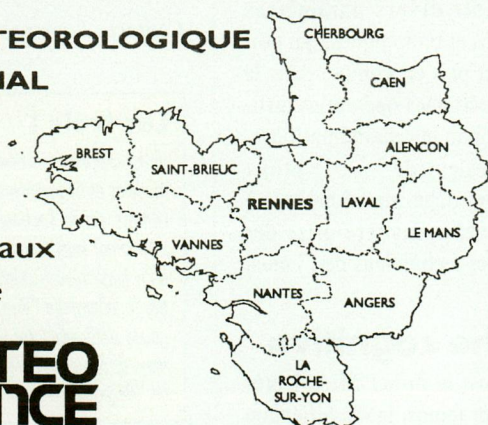 TEOROLOGIQUE
NAL
aux
TEO
NCE
CHERBOURG
CAEN
ALENCON
BREST
SAINT-BRIEUC
RENNES
LAVAL
LE MANS
VANNES
NANTES
ANGERS
LA
ROCHE-
SUR-YON